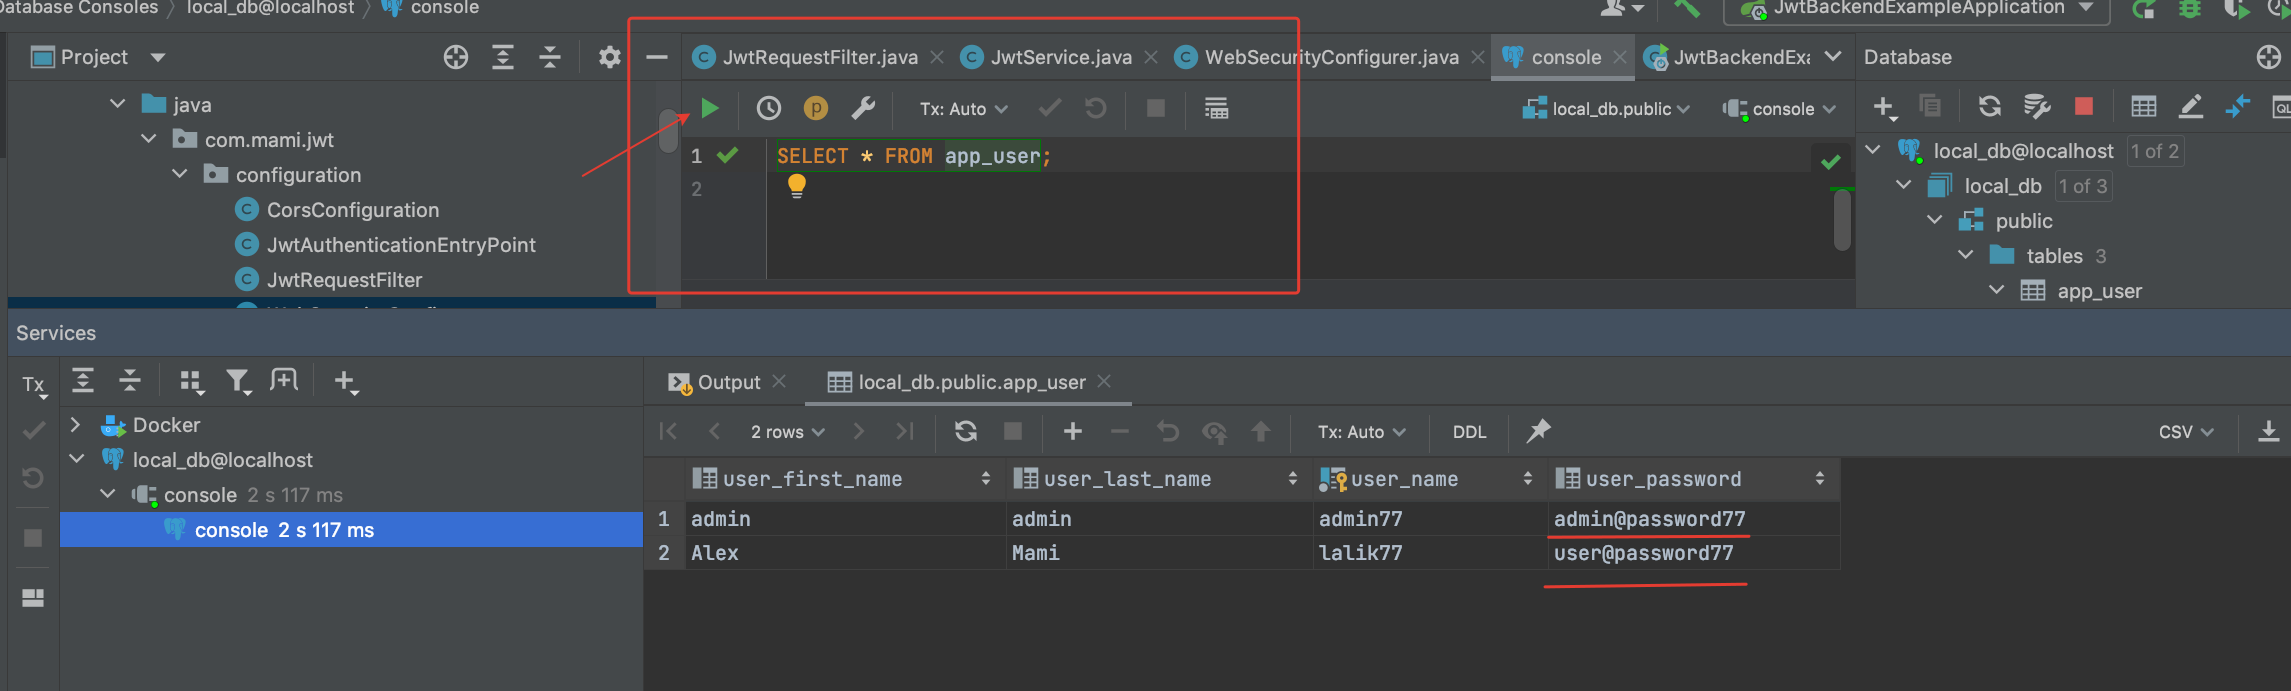 Database Consoles local_db@localhost console
JwtBackendExampleApplication
Project
JwtRequestFilter.java JwtService.java WebSecurityConfigurer.java console JwtBackendExa
Database
java
com.mami.jwt
configuration
CorsConfiguration
JwtAuthenticationEntryPoint
JwtRequestFilter
p Tx: Auto local_db.public console
QL
1 SELECT * FROM app_user;
2
local_db@localhost 1 of 2
local_db 1 of 3
public
tables 3
app_user
Services
Tx
Docker
local_db@localhost
console 2 s 117 ms
console 2 s 117 ms
Output local_db.public.app_user
2 rows Tx: Auto DDL CSV
user_first_name user_last_name user_name user_password
1 admin admin admin77 admin@password77
2 Alex Mami lalik77 user@password77